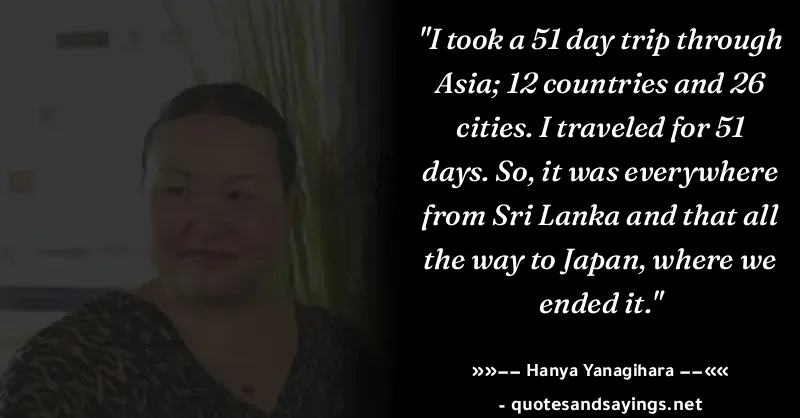 "I took a 51 day trip through
Asia; 12 countries and 26
cities. I traveled for 51
days. So, it was everywhere
from Sri Lanka and that all
the way to Japan, where we
ended it."
»»-- Hanya Yanagihara --««
- quotesandsayings.net